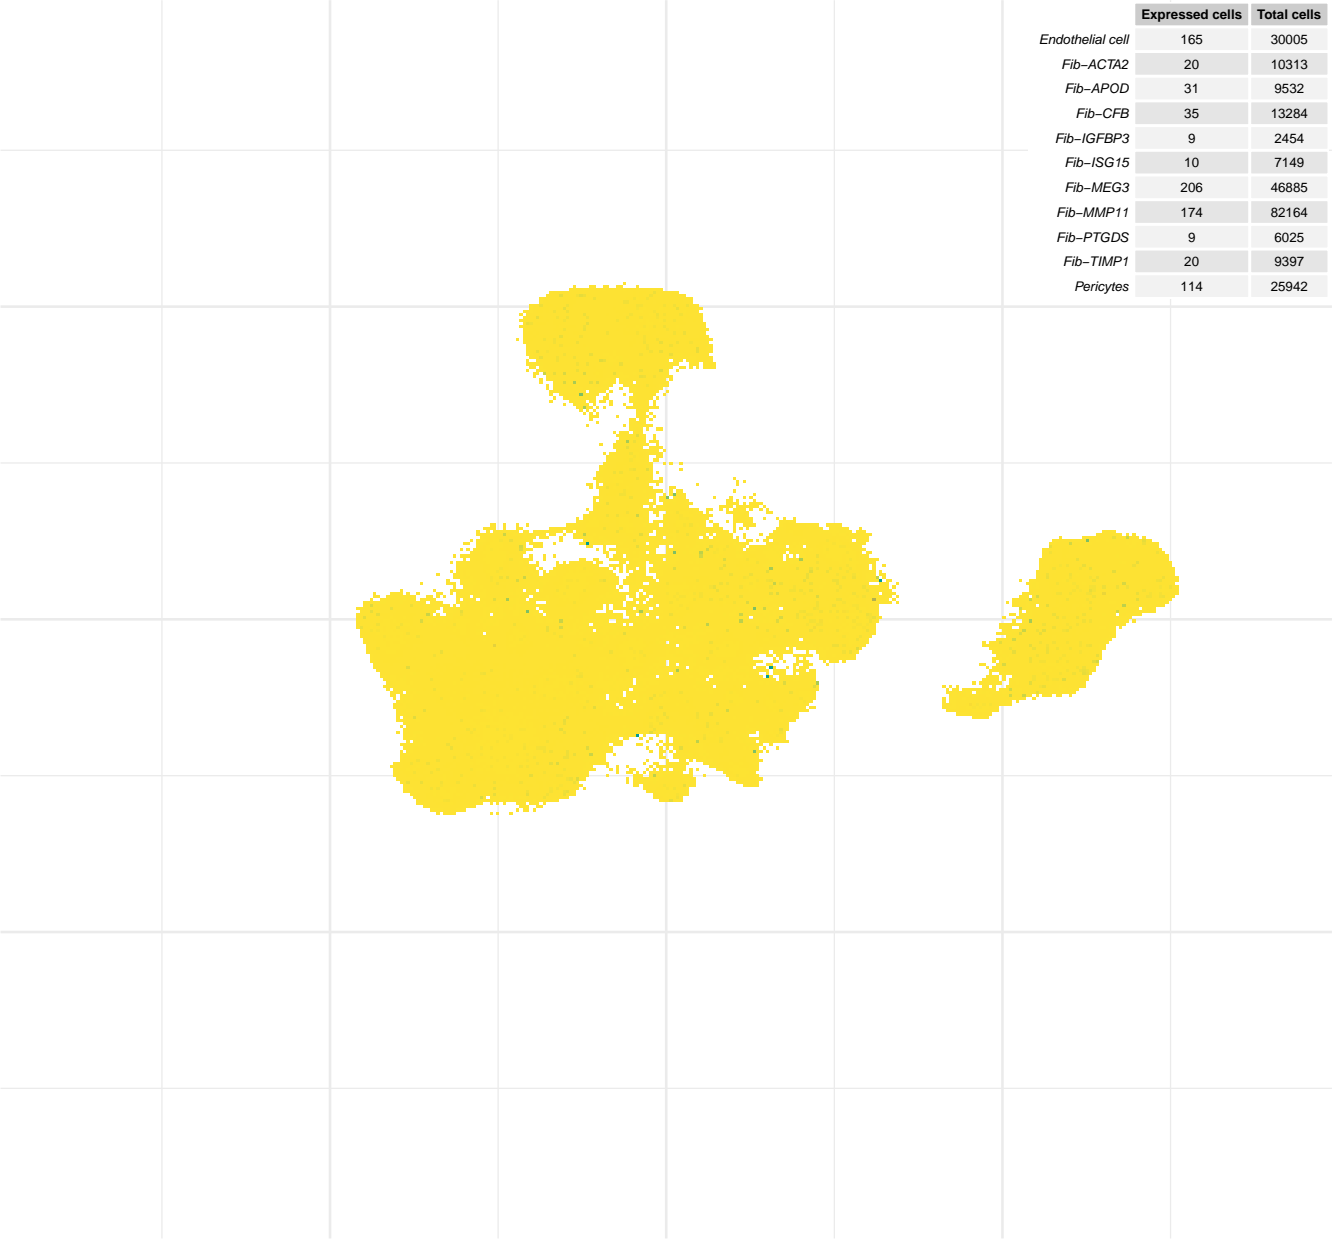 Expressed cells Total cells
Endothelial cell 165 30005
Fib−ACTA2 20 10313
Fib−APOD 31 9532
Fib−CFB 35 13284
Fib−IGFBP3 9 2454
Fib−ISG15 10 7149
Fib−MEG3 206 46885
Fib−MMP11 174 82164
Fib−PTGDS 9 6025
Fib−TIMP1 20 9397
Pericytes 114 25942